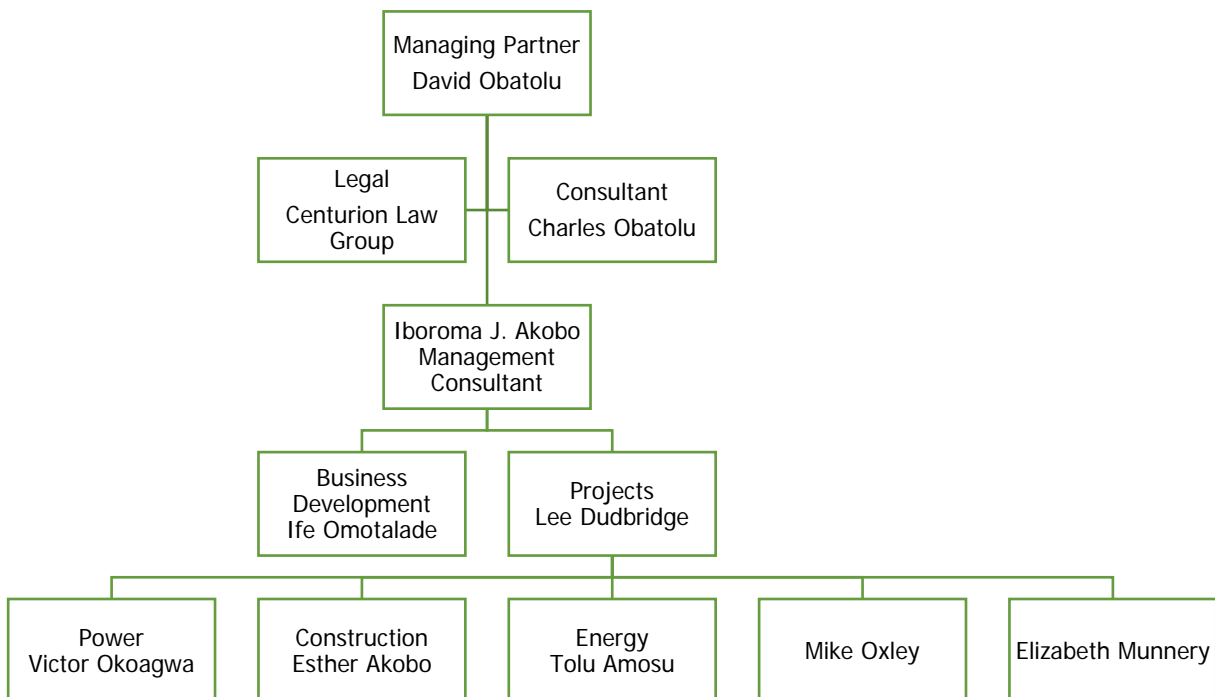 Managing Partner
David Obatolu
Legal
Centurion Law
Group
Consultant
Charles Obatolu
Iboroma J. Akobo
Management
Consultant
Business
Development
Ife Omotalade
Projects
Lee Dudbridge
Power
Victor Okoagwa
Construction
Esther Akobo
Energy
Tolu Amosu
Mike Oxley
Elizabeth Munnery